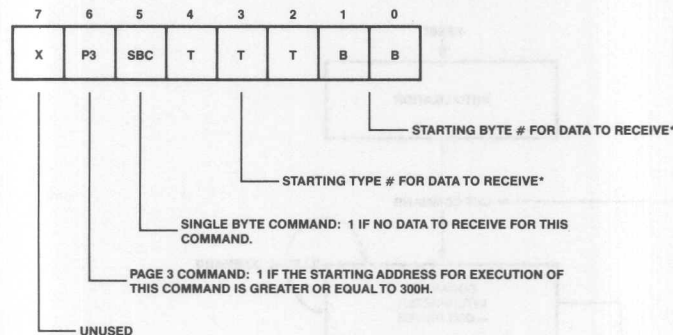 7 6 5 4 3 2 1 0
X P3 SBC T T T B B
STARTING BYTE # FOR DATA TO RECEIVE*
STARTING TYPE # FOR DATA TO RECEIVE*
SINGLE BYTE COMMAND: 1 IF NO DATA TO RECEIVE FOR THIS
COMMAND.
PAGE 3 COMMAND: 1 IF THE STARTING ADDRESS FOR EXECUTION OF
THIS COMMAND IS GREATER OR EQUAL TO 300H.
UNUSED